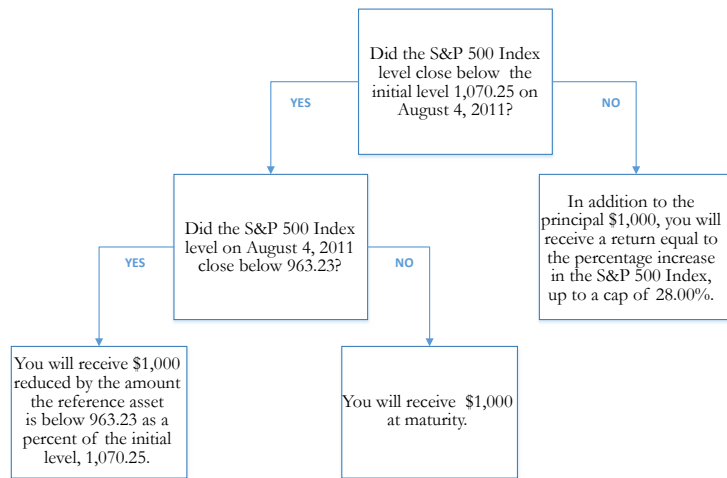 Did the S&P 500 Index
level close below the
initial level 1,070.25 on
August 4, 2011?
YES
NO
Did the S&P 500 Index
level on August 4, 2011
close below 963.23?
In addition to the
principal $1,000, you will
receive a return equal to
the percentage increase
in the S&P 500 Index,
up to a cap of 28.00%.
YES
NO
You will receive $1,000
reduced by the amount
the reference asset
is below 963.23 as a
percent of the initial
level, 1,070.25.
You will receive $1,000
at maturity.